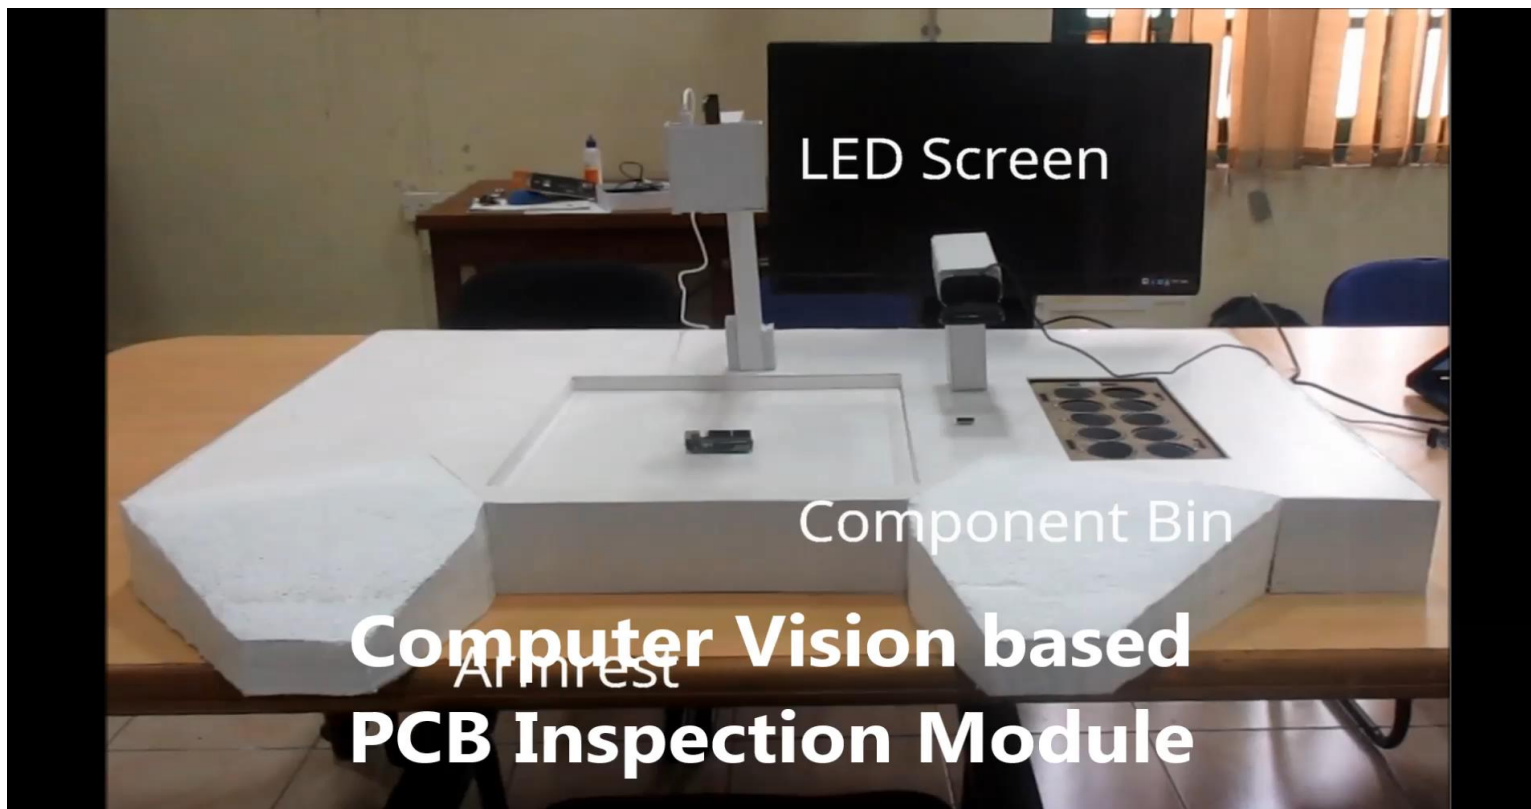 LED Screen
Component Bin
Armrest
Computer Vision based
PCB Inspection Module